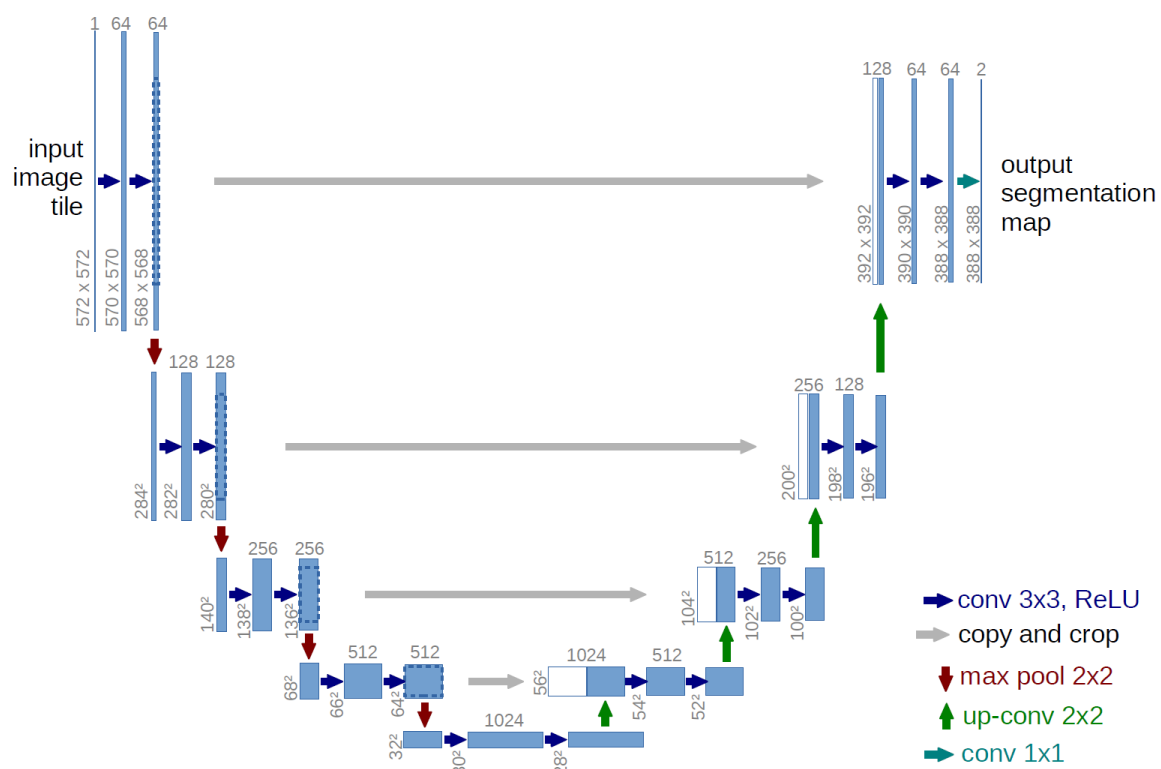 1 64 64
128 64 64 2
input
image
tile
output
segmentation
map
572 x 572
570 x 570
568 x 568
392 x 392
390 x 390
388 x 388
388 x 388
128 128
256 128
284²
282²
280²
200²
198²
196²
256 256
512 256
140²
138²
136²
104²
102²
100²
512 512
1024 512
68²
66²
64²
56²
54²
52²
1024
32²
conv 3x3, ReLU
copy and crop
max pool 2x2
up-conv 2x2
conv 1x1